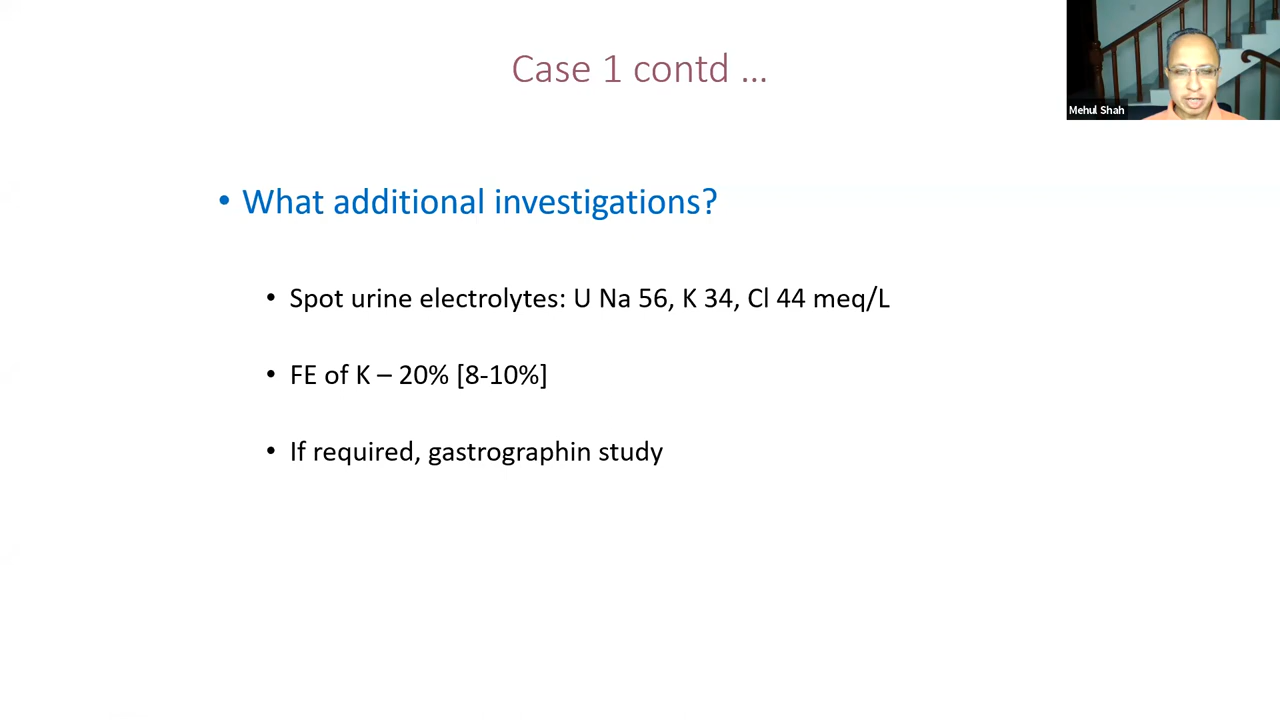 Case 1 contd ...
Mehul Shah
• What additional investigations?
• Spot urine electrolytes: U Na 56, K 34, Cl 44 meq/L
• FE of K – 20% [8-10%]
• If required, gastrographin study